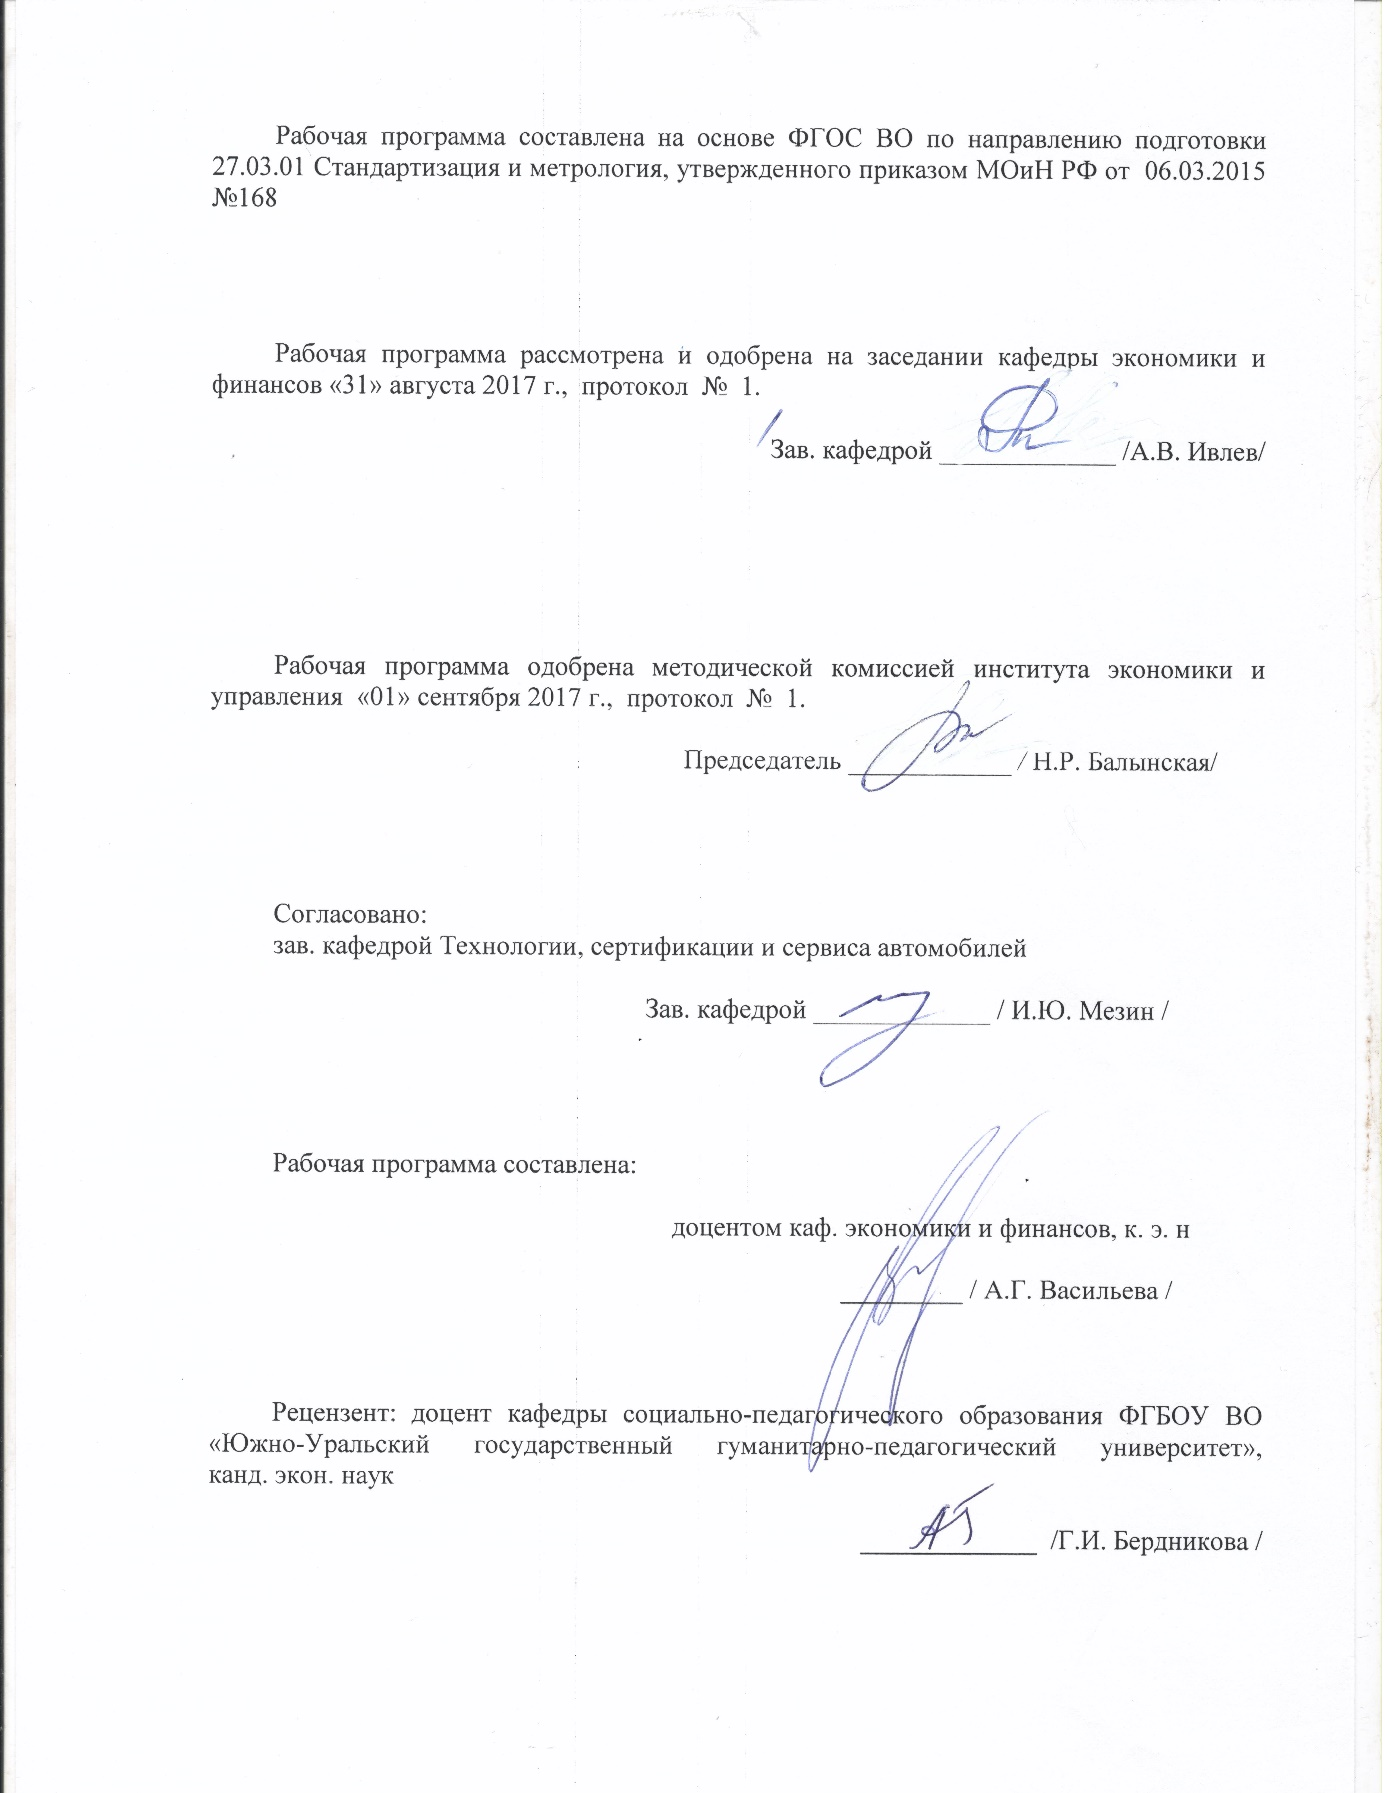 Рабочая программа составлена на основе ФГОС ВО по направлению подготовки
27.03.01 Стандартизация и метрология, утвержденного приказом МОиН РФ от 06.03.2015
№168
Рабочая программа рассмотрена и одобрена на заседании кафедры экономики и
финансов «31» августа 2017 г., протокол № 1.
Зав. кафедрой _____________ /А.В. Ивлев/
Рабочая программа одобрена методической комиссией института экономики и
управления «01» сентября 2017 г., протокол № 1.
Председатель ____________ / Н.Р. Балынская/
Согласовано:
зав. кафедрой Технологии, сертификации и сервиса автомобилей
Зав. кафедрой _____________ / И.Ю. Мезин /
Рабочая программа составлена:
доцентом каф. экономики и финансов, к. э. н
_________ / А.Г. Васильева /
Рецензент: доцент кафедры социально-педагогического образования ФГБОУ ВО
«Южно-Уральский государственный гуманитарно-педагогический университет»,
канд. экон. наук
_____________ /Г.И. Бердникова /